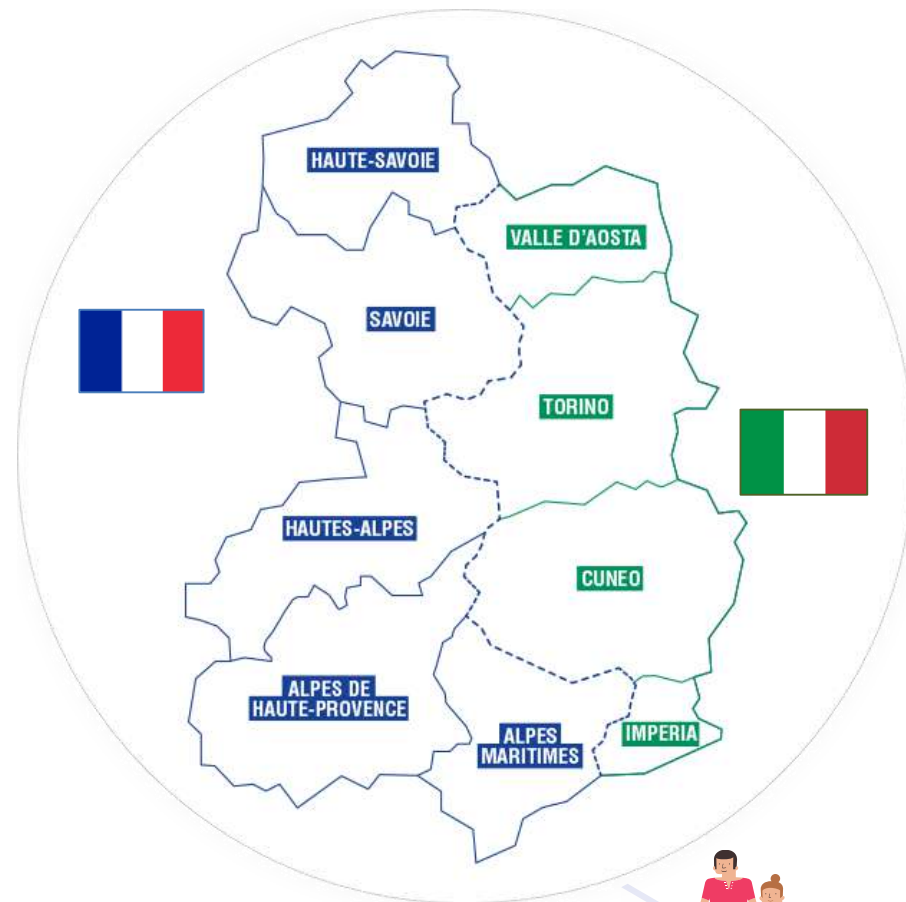 HAUTE-SAVOIE
VALLE D'AOSTA
SAVOIE
TORINO
HAUTES-ALPES
CUNEO
ALPES DE
HAUTE-PROVENCE
ALPES
MARITIMES
IMPERIA